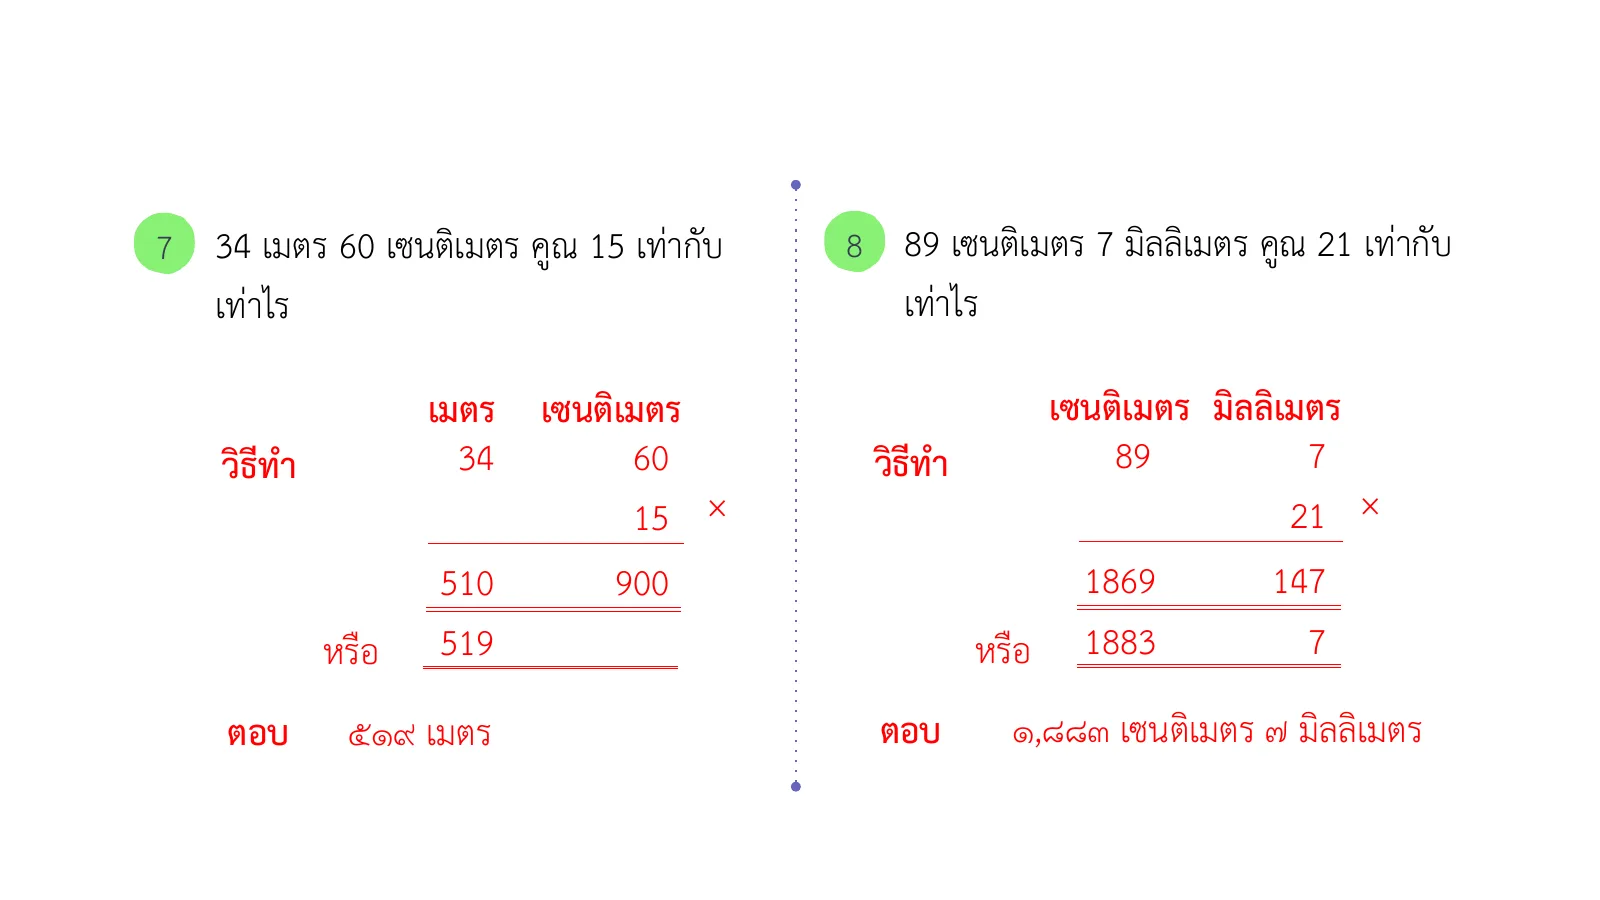 7 34 เมตร 60 เซนติเมตร คูณ 15 เท่ากับ
เท่าไร
เมตร เซนติเมตร
วิธีทำ 34 60
15 ×
510 900
หรือ 519
ตอบ ๕๑๙ เมตร
8 89 เซนติเมตร 7 มิลลิเมตร คูณ 21 เท่ากับ
เท่าไร
เซนติเมตร มิลลิเมตร
วิธีทำ 89 7
21 ×
1869 147
หรือ 1883 7
ตอบ ๑,๘๘๓ เซนติเมตร ๗ มิลลิเมตร